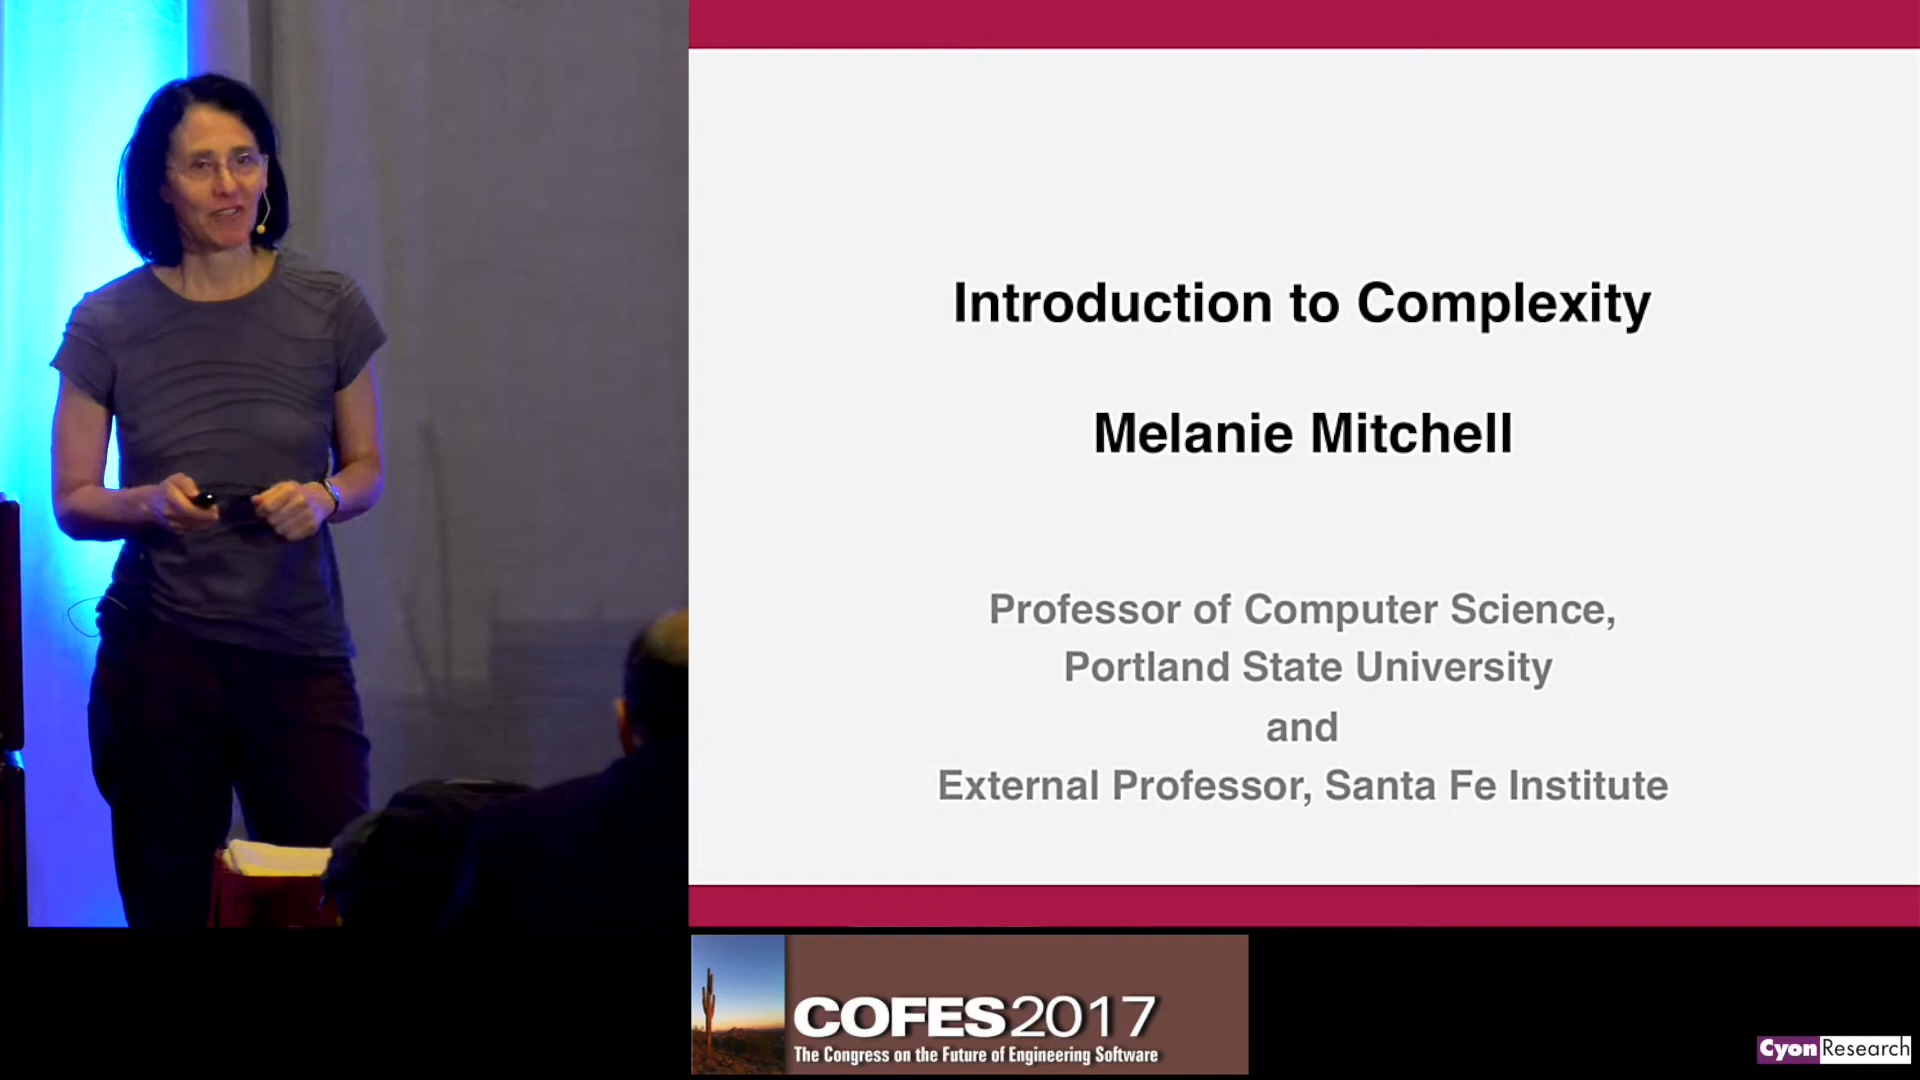 Introduction to Complexity
Melanie Mitchell
Professor of Computer Science,
Portland State University
and
External Professor, Santa Fe Institute
COFES2017
The Congress on the Future of Engineering Software
CyonResearch